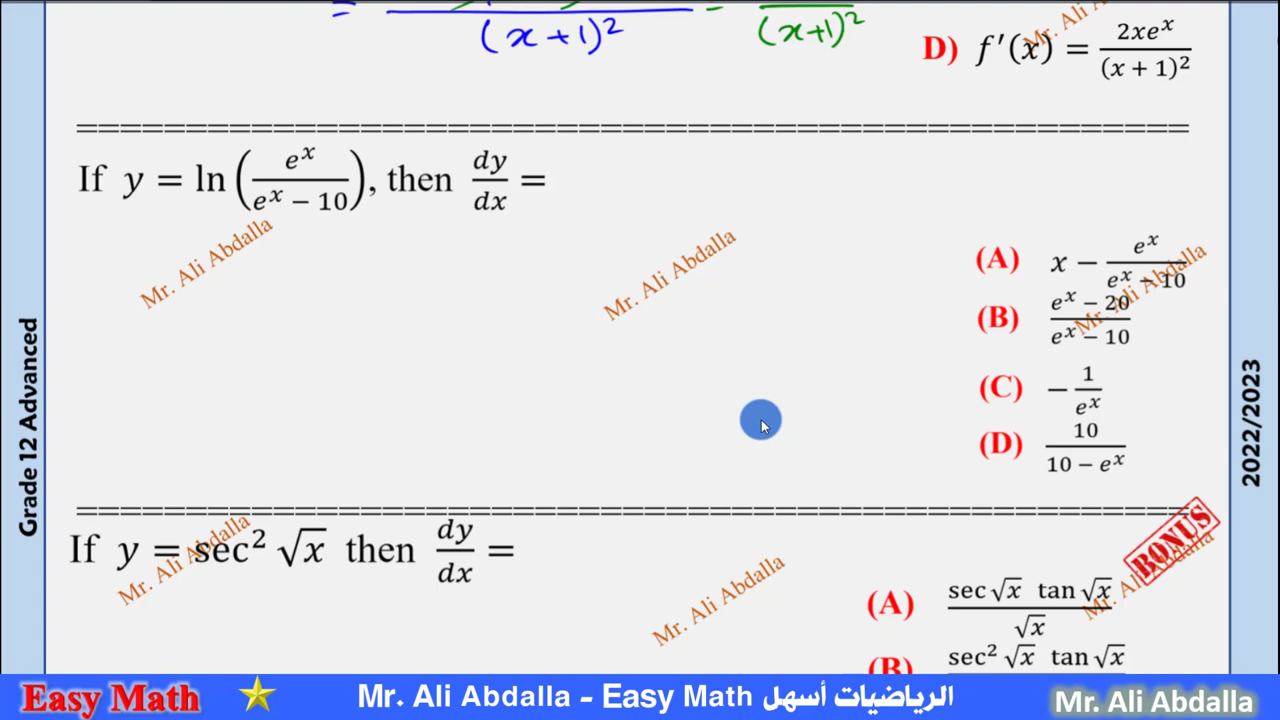 = (x + 1)² = (x+1)²
D) f′(x) = 2xeˣ / (x + 1)²
If y = ln(eˣ / (eˣ − 10)), then dy/dx =
(A) x − eˣ / (eˣ − 10)
(B) (eˣ − 20) / (eˣ − 10)
(C) − 1 / eˣ
(D) 10 / (10 − eˣ)
If y = sec² √x then dy/dx =
BONUS
(A) sec √x tan √x / √x
(B) sec² √x tan √x
Mr. Ali Abdalla
Mr. Ali Abdalla
Mr. Ali Abdalla
Mr. Ali Abdalla
Mr. Ali Abdalla
Mr. Ali Abdalla
Mr. Ali A
Grade 12 Advanced
2022/2023
Easy Math
Mr. Ali Abdalla – Easy Math الرياضيات أسهل
Mr. Ali Abdalla